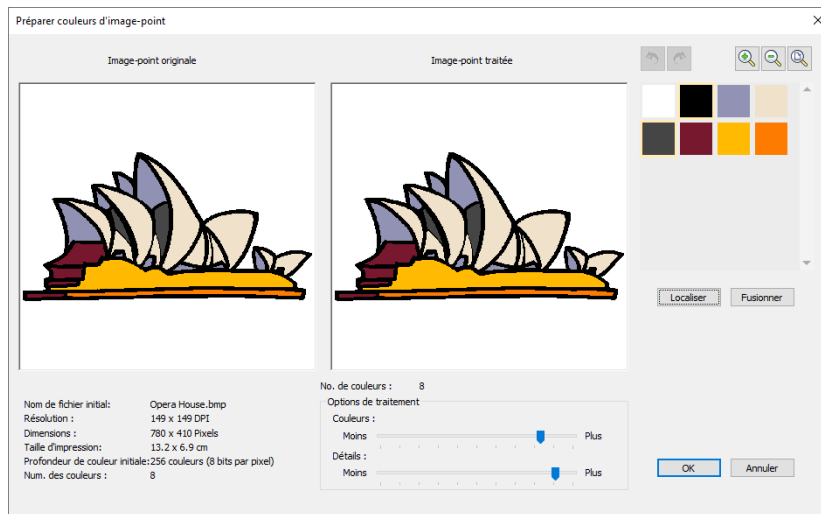 Préparer couleurs d'image-point
Image-point originale
Image-point traitée
Localiser
Fusionner
No. de couleurs : 8
Nom de fichier initial: Opera House.bmp
Résolution : 149 x 149 DPI
Dimensions : 780 x 410 Pixels
Taille d'impression: 13.2 x 6.9 cm
Profondeur de couleur initiale:256 couleurs (8 bits par pixel)
Num. des couleurs : 8
Options de traitement
Couleurs :
Moins Plus
Détails :
Moins Plus
OK
Annuler